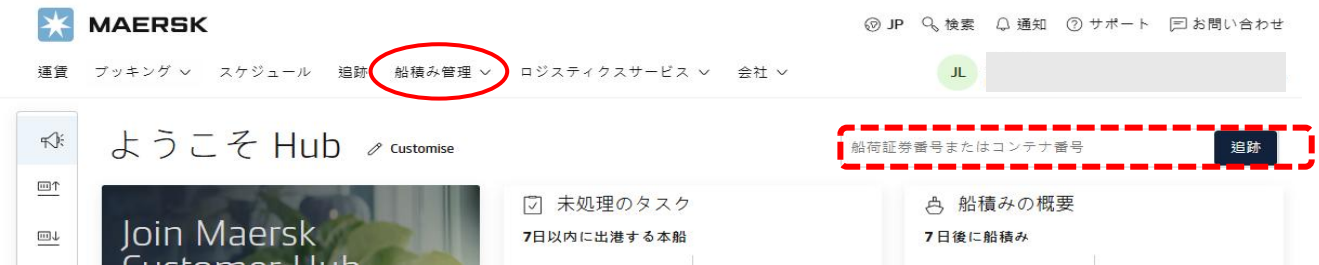 MAERSK
JP 検索 通知 サポート お問い合わせ
運賃 ブッキング スケジュール 追跡 船積み管理 ロジスティクスサービス 会社
JL
ようこそ Hub Customise
船荷証券番号またはコンテナ番号 追跡
未処理のタスク
7日以内に出港する本船
船積みの概要
7日後に船積み
Join Maersk
Customer Hub